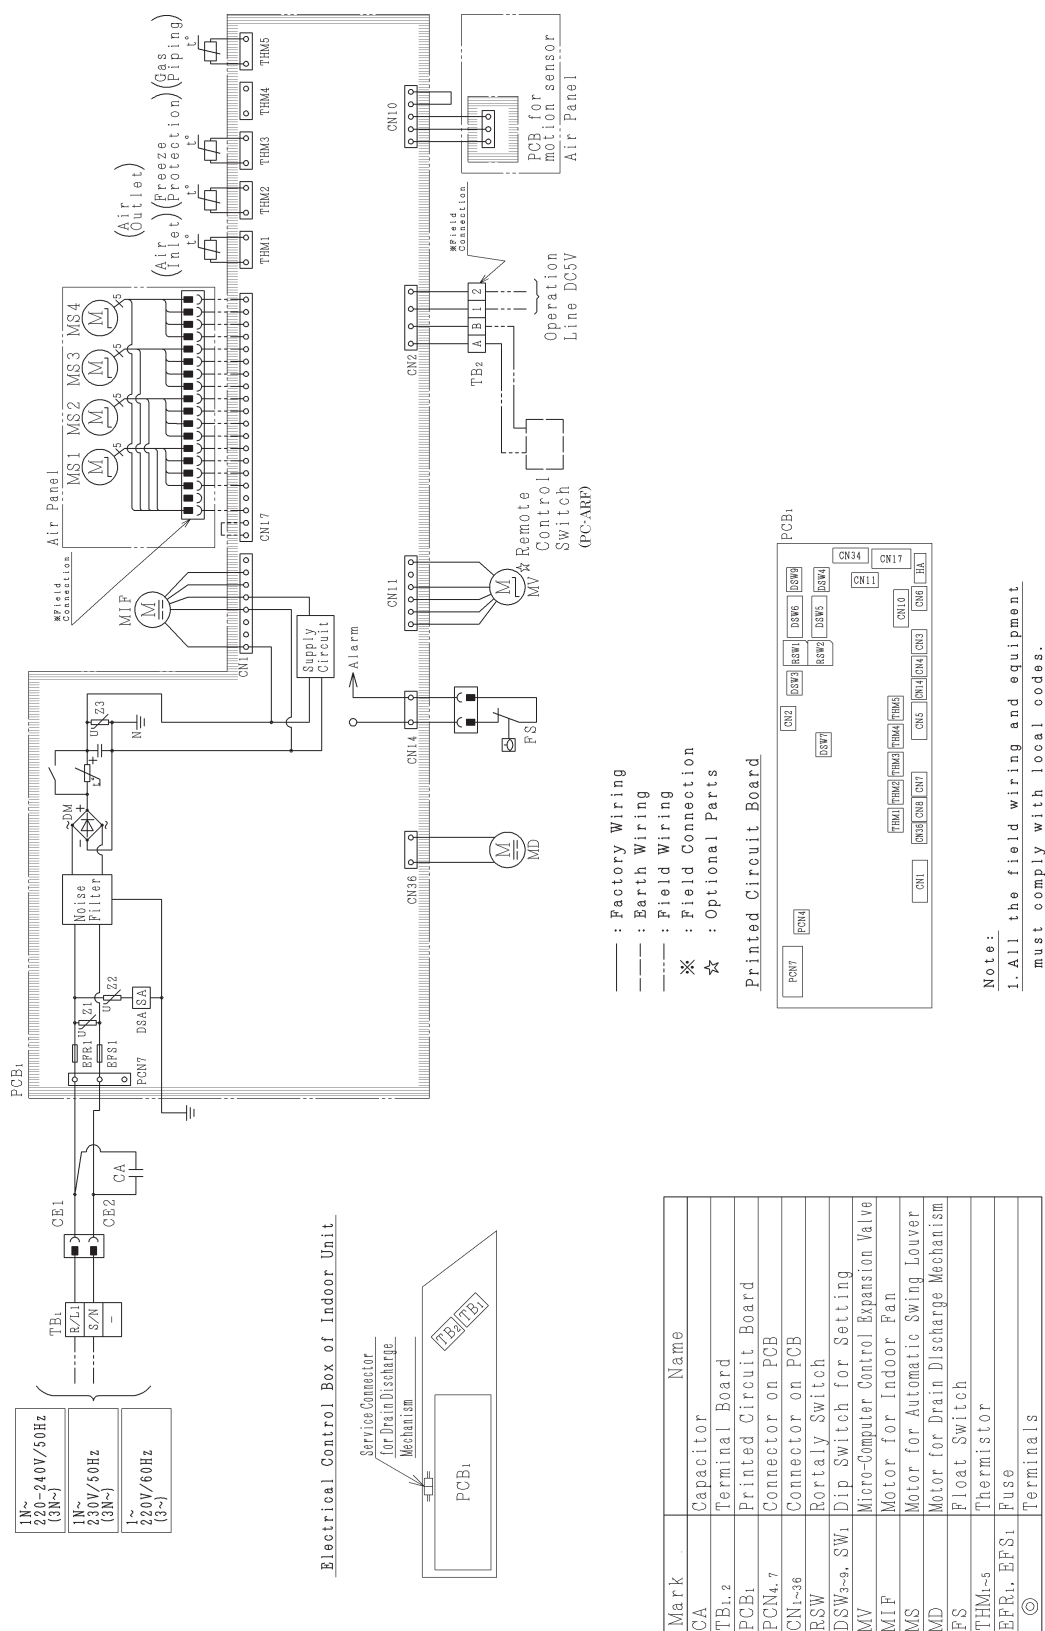 1N~
220-240V/50Hz
(3N~)
1N~
230V/50Hz
(3N~)
1~
220V/60Hz
(3~)
TB1
R/L1
S/N
-
CE1
CE2
CA
PCB1
PCN7
EFR1
EFS1
U
Z1
U
Z2
DSA
SA
Noise
Filter
~DM
+
-
~
t°
+
U
Z3
N
Supply
Circuit
CN1
MIF
M
※Field
Connection
Air Panel
MS1
MS2
MS3
MS4
M
M
M
M
5
5
5
5
CN17
(Air
Inlet)
(Air
Outlet)
(Freeze
Protection)
(Gas
Piping)
t°
t°
t°
t°
THM1
THM2
THM3
THM4
THM5
CN36
M
MD
CN14
Alarm
FS
CN11
M
MV
CN2
TB2
A
B
1
2
※Field
Connection
☆Remote
Control
Switch
(PC-ARF)
Operation
Line DC5V
CN10
PCB for
motion sensor
Air Panel
: Factory Wiring
: Earth Wiring
: Field Wiring
※ : Field Connection
☆ : Optional Parts
Printed Circuit Board
PCB1
PCN7
PCN4
CN2
DSW3
RSW1
DSW6
DSW9
DSW7
RSW2
DSW5
DSW4
CN34
CN11
CN17
CN10
THM1
THM2
THM3
THM4
THM5
CN1
CN36
CN8
CN7
CN5
CN14
CN4
CN3
CN6
HA
Note:
1. All the field wiring and equipment
must comply with local codes.
Electrical Control Box of Indoor Unit
Service Connector
for Drain Discharge
Mechanism
PCB1
TB2
TB1
Mark Name
CA Capacitor
TB1,2 Terminal Board
PCB1 Printed Circuit Board
PCN4,7 Connector on PCB
CN1~36 Connector on PCB
RSW Rortaly Switch
DSW3~9, SW1 Dip Switch for Setting
MV Micro-Computer Control Expansion Valve
MIF Motor for Indoor Fan
MS Motor for Automatic Swing Louver
MD Motor for Drain DIscharge Mechanism
FS Float Switch
THM1~5 Thermistor
EFR1, EFS1 Fuse
◎ Terminals